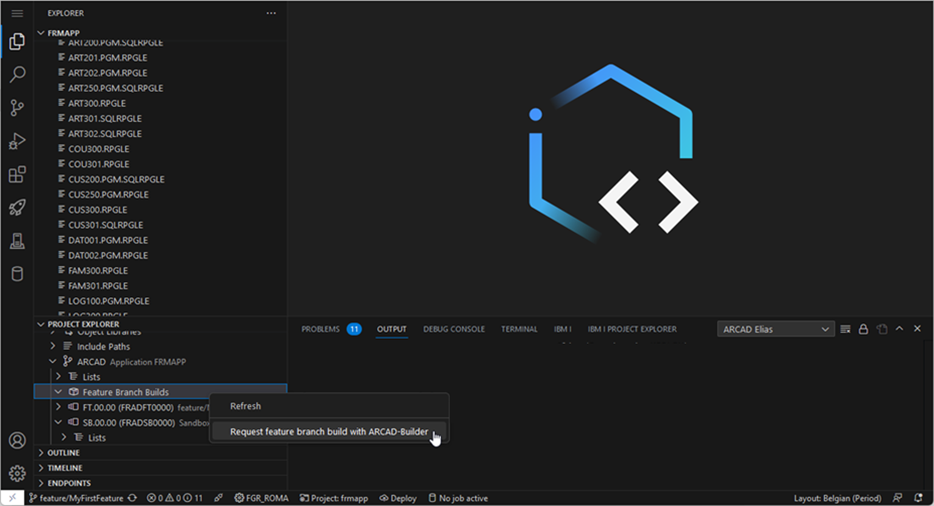 EXPLORER
FRMAPP
ART200.PGM.SQLRPGLE
ART201.PGM.RPGLE
ART202.PGM.RPGLE
ART250.PGM.SQLRPGLE
ART300.RPGLE
ART301.SQLRPGLE
ART302.SQLRPGLE
COU300.RPGLE
COU301.RPGLE
CUS200.PGM.SQLRPGLE
CUS250.PGM.RPGLE
CUS300.RPGLE
CUS301.SQLRPGLE
DAT001.PGM.RPGLE
DAT002.PGM.RPGLE
FAM300.RPGLE
FAM301.RPGLE
LOG100.PGM.RPGLE
PROJECT EXPLORER
Object Libraries
Include Paths
ARCAD Application FRMAPP
Lists
Feature Branch Builds
FT.00.00 (FRADFT0000) feature/
SB.00.00 (FRADSB0000) Sandbox
Lists
OUTLINE
TIMELINE
ENDPOINTS
Refresh
Request feature branch build with ARCAD-Builder
PROBLEMS 11 OUTPUT DEBUG CONSOLE TERMINAL IBM I IBM I PROJECT EXPLORER ARCAD Elias
feature/MyFirstFeature 0 0 11 FGR_ROMA Project: frmapp Deploy No job active Layout: Belgian (Period)